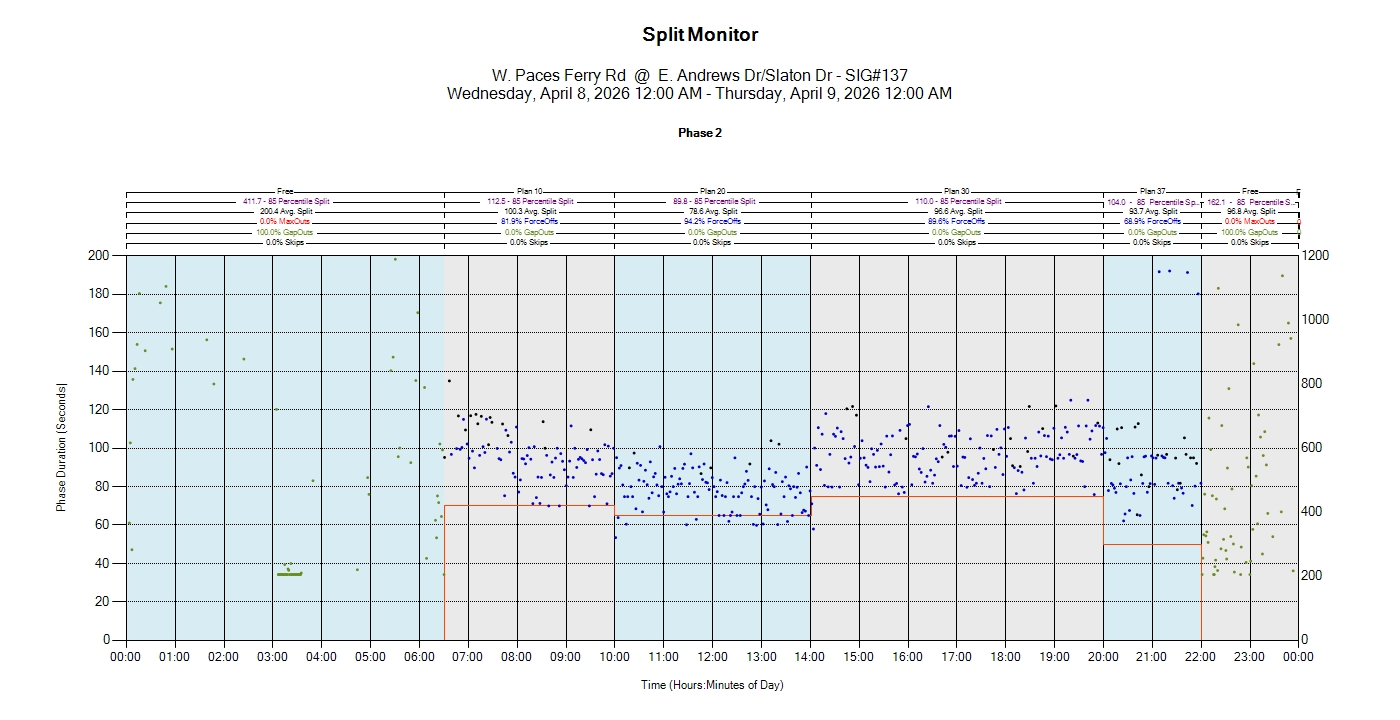 Split Monitor
W. Paces Ferry Rd @ E. Andrews Dr/Slaton Dr - SIG#137
Wednesday, April 8, 2026 12:00 AM - Thursday, April 9, 2026 12:00 AM
Phase 2
Free Plan 10 Plan 20 Plan 30 Plan 37 Free
411.7 - 85 Percentile Split 112.5 - 85 Percentile Split 89.8 - 85 Percentile Split 110.0 - 85 Percentile Split 104.0 - 85 Percentile Sp... 162.1 - 85 Percentile S...
200.4 Avg. Split 100.3 Avg. Split 78.6 Avg. Split 96.6 Avg. Split 93.7 Avg. Split 96.8 Avg. Split
0.0% MaxOuts 81.9% ForceOffs 94.2% ForceOffs 89.6% ForceOffs 68.9% ForceOffs 0.0% MaxOuts
100.0% GapOuts 0.0% GapOuts 0.0% GapOuts 0.0% GapOuts 0.0% GapOuts 100.0% GapOuts
0.0% Skips 0.0% Skips 0.0% Skips 0.0% Skips 0.0% Skips 0.0% Skips
200 1200
180 1000
160
140 800
120
100 600
80
60 400
40 200
20
0 0
Phase Duration (Seconds)
00:00 01:00 02:00 03:00 04:00 05:00 06:00 07:00 08:00 09:00 10:00 11:00 12:00 13:00 14:00 15:00 16:00 17:00 18:00 19:00 20:00 21:00 22:00 23:00 00:00
Time (Hours:Minutes of Day)